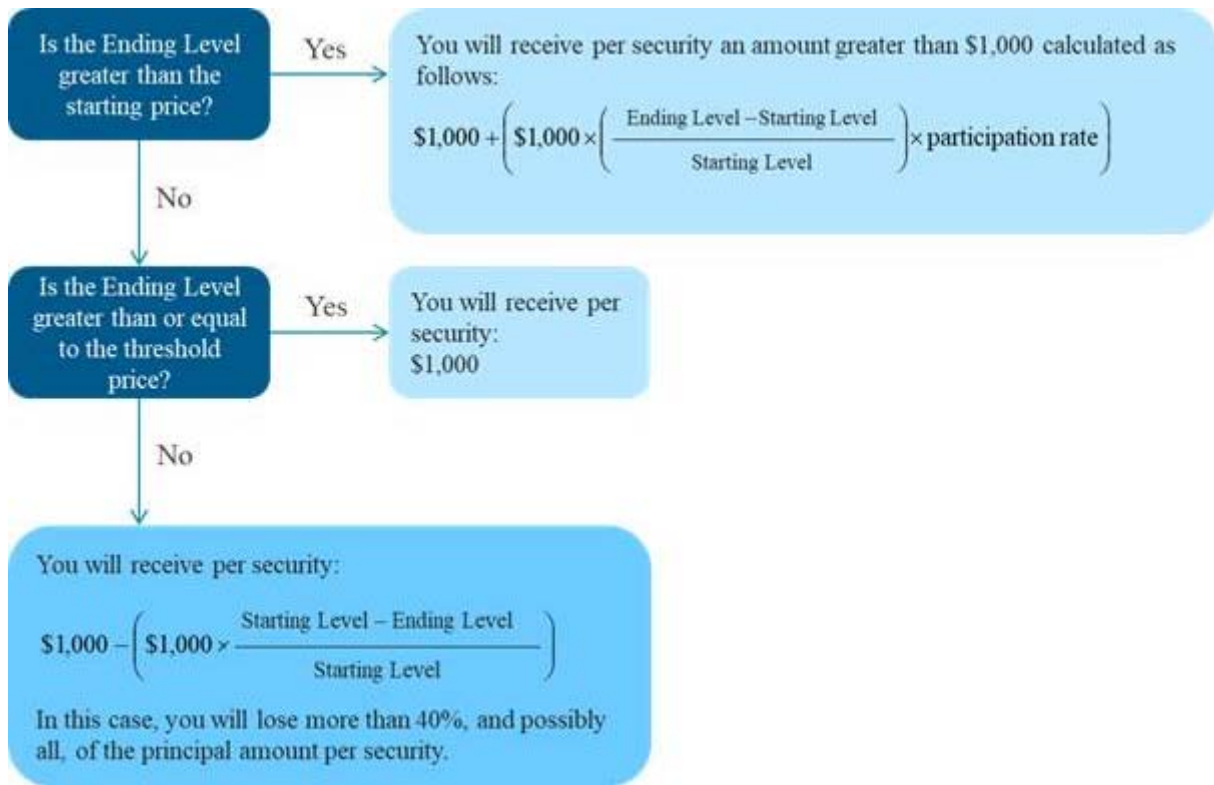 Is the Ending Level
greater than the
starting price?
Yes
You will receive per security an amount greater than $1,000 calculated as
follows:
$1,000 + ( $1,000 × ( Ending Level – Starting Level / Starting Level ) × participation rate )
No
Is the Ending Level
greater than or equal
to the threshold
price?
Yes
You will receive per
security:
$1,000
No
You will receive per security:
$1,000 – ( $1,000 × Starting Level – Ending Level / Starting Level )
In this case, you will lose more than 40%, and possibly
all, of the principal amount per security.